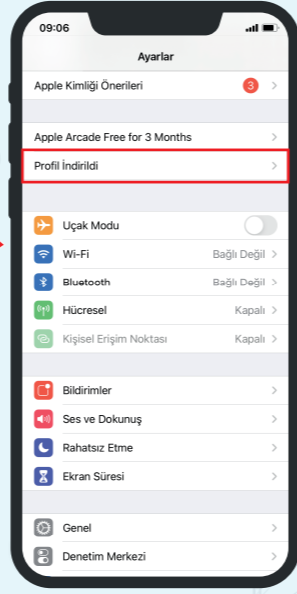 09:06
Ayarlar
Apple Kimliği Önerileri 3
Apple Arcade Free for 3 Months
Profil İndirildi
Uçak Modu
Wi-Fi Bağlı Değil
Bluetooth Bağlı Değil
Hücresel Kapalı
Kişisel Erişim Noktası Kapalı
Bildirimler
Ses ve Dokunuş
Rahatsız Etme
Ekran Süresi
Genel
Denetim Merkezi